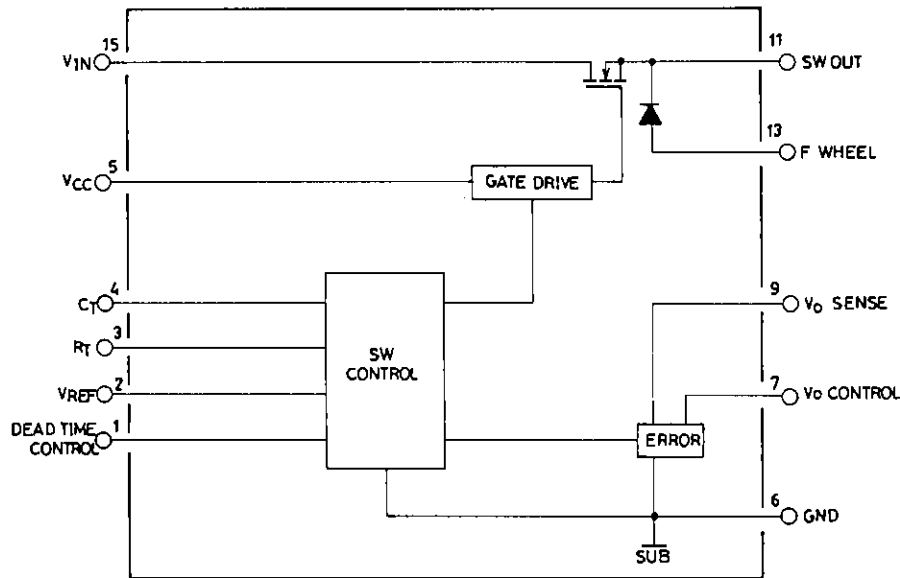 15
VIN
11
SW OUT
13
F WHEEL
5
VCC
GATE DRIVE
4
CT
3
RT
2
VREF
1
DEAD TIME
CONTROL
SW
CONTROL
9
VO SENSE
7
VO CONTROL
ERROR
6
GND
SUB